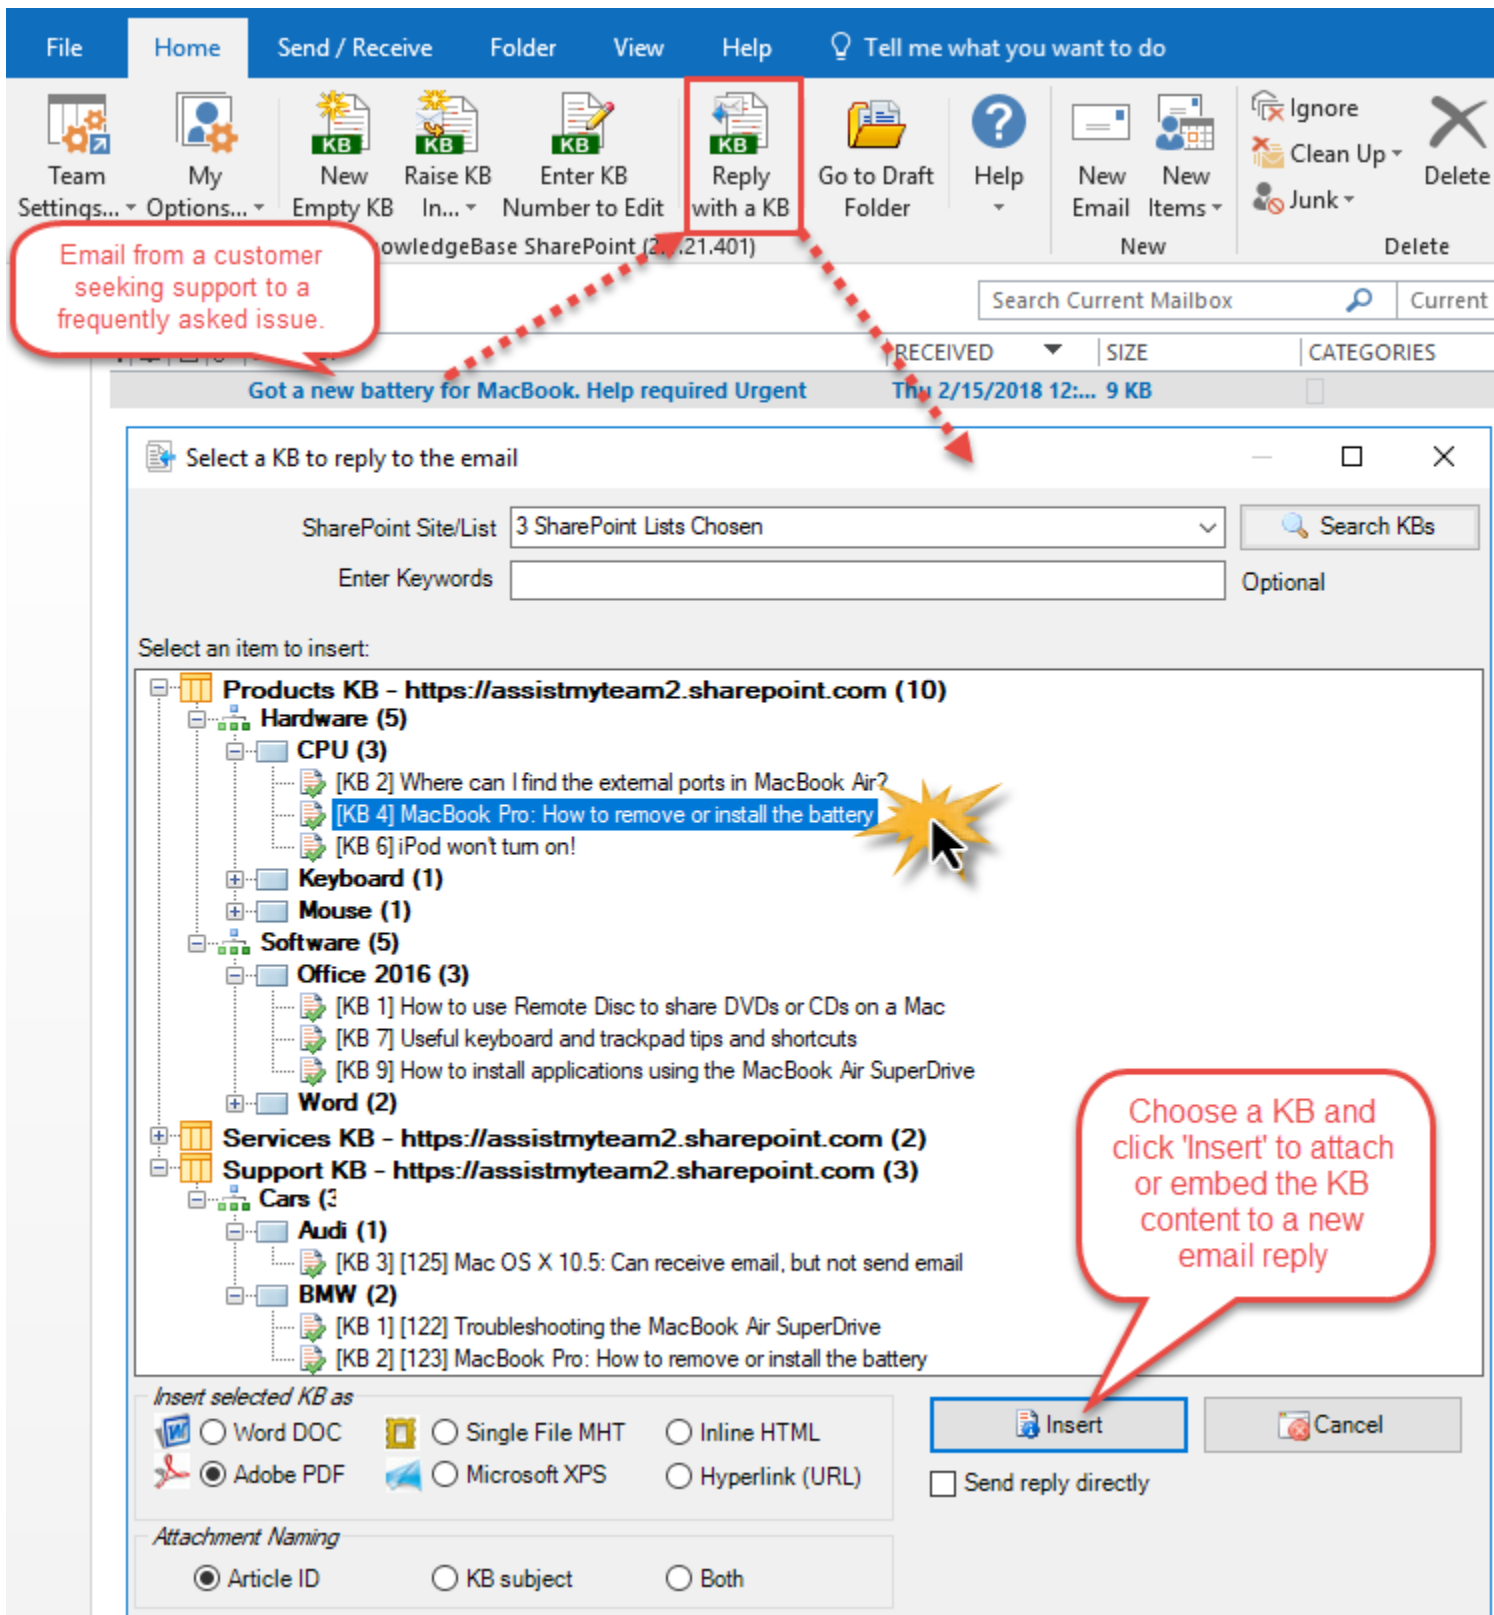 File Home Send / Receive Folder View Help Tell me what you want to do
Team Settings...
My Options...
KB
New Empty KB
KB
Raise KB In...
KB
Enter KB Number to Edit
KB
Reply with a KB
Go to Draft Folder
Help
New Email
New Items
Ignore
Clean Up
Junk
Delete
SharePoint
New
Delete
Email from a customer
seeking support to a
frequently asked issue.
Search Current Mailbox
Current
RECEIVED SIZE CATEGORIES
Got a new battery for MacBook. Help required Urgent Thu 2/15/2018 12:... 9 KB
Select a KB to reply to the email
SharePoint Site/List 3 SharePoint Lists Chosen Search KBs
Enter Keywords Optional
Select an item to insert:
Products KB - https://assistmyteam2.sharepoint.com (10)
Hardware (5)
CPU (3)
[KB 2] Where can I find the external ports in MacBook Air?
[KB 4] MacBook Pro: How to remove or install the battery
[KB 6] iPod won't turn on!
Keyboard (1)
Mouse (1)
Software (5)
Office 2016 (3)
[KB 1] How to use Remote Disc to share DVDs or CDs on a Mac
[KB 7] Useful keyboard and trackpad tips and shortcuts
[KB 9] How to install applications using the MacBook Air SuperDrive
Word (2)
Services KB - https://assistmyteam2.sharepoint.com (2)
Support KB - https://assistmyteam2.sharepoint.com (3)
Cars (3
Audi (1)
[KB 3] [125] Mac OS X 10.5: Can receive email, but not send email
BMW (2)
[KB 1] [122] Troubleshooting the MacBook Air SuperDrive
[KB 2] [123] MacBook Pro: How to remove or install the battery
Choose a KB and
click 'Insert' to attach
or embed the KB
content to a new
email reply
Insert selected KB as
Word DOC Single File MHT Inline HTML
Adobe PDF Microsoft XPS Hyperlink (URL)
Insert Cancel
Send reply directly
Attachment Naming
Article ID KB subject Both